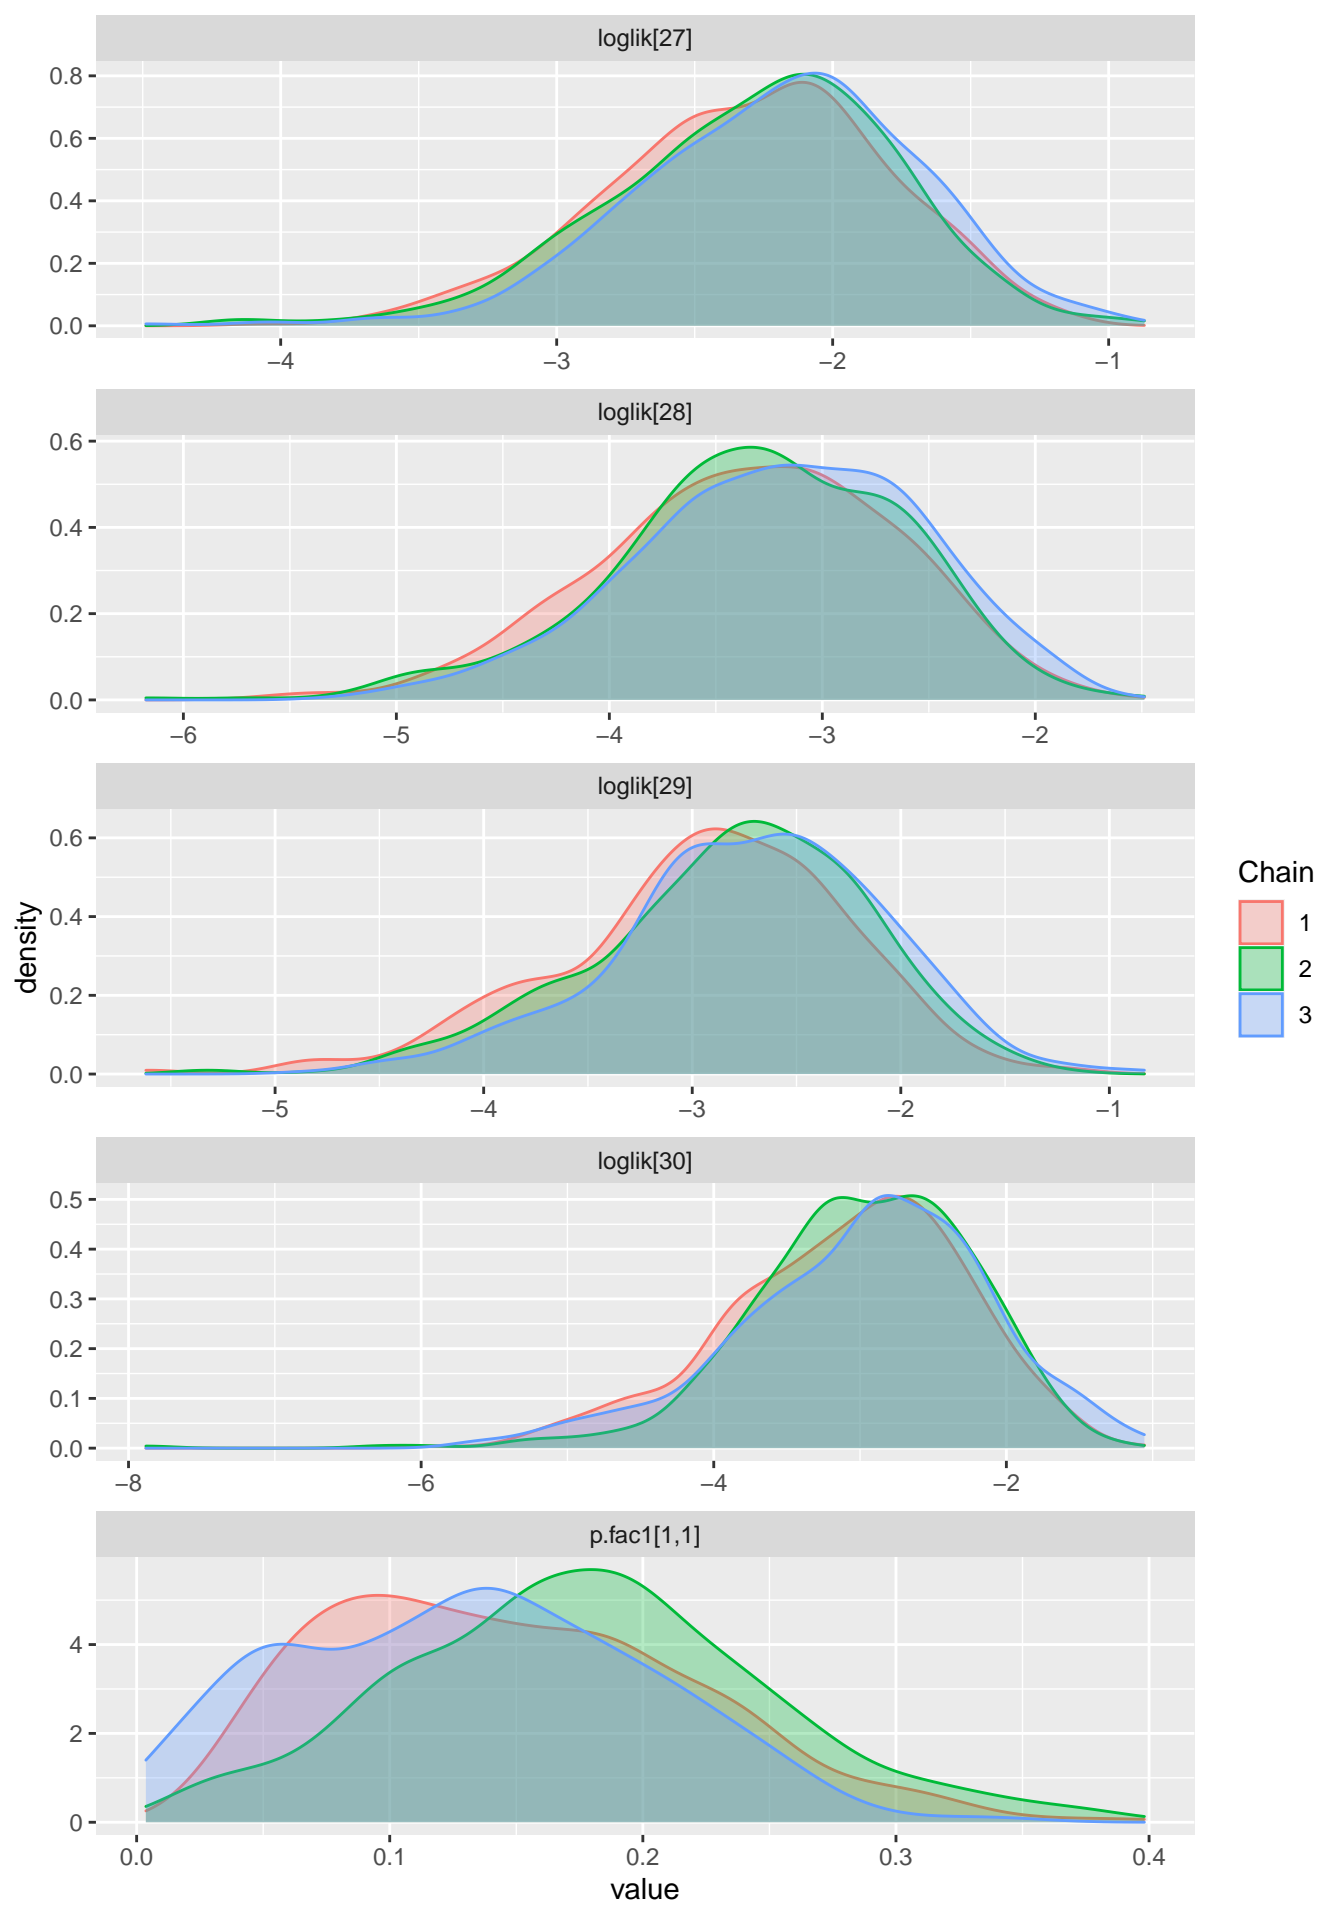 loglik[27]
0.8
0.6
0.4
0.2
0.0
−4 −3 −2 −1
loglik[28]
0.6
0.4
0.2
0.0
−6 −5 −4 −3 −2
loglik[29]
0.6
0.4
0.2
0.0
−5 −4 −3 −2 −1
loglik[30]
0.5
0.4
0.3
0.2
0.1
0.0
−8 −6 −4 −2
p.fac1[1,1]
4
2
0
0.0 0.1 0.2 0.3 0.4
value
density
Chain
1
2
3